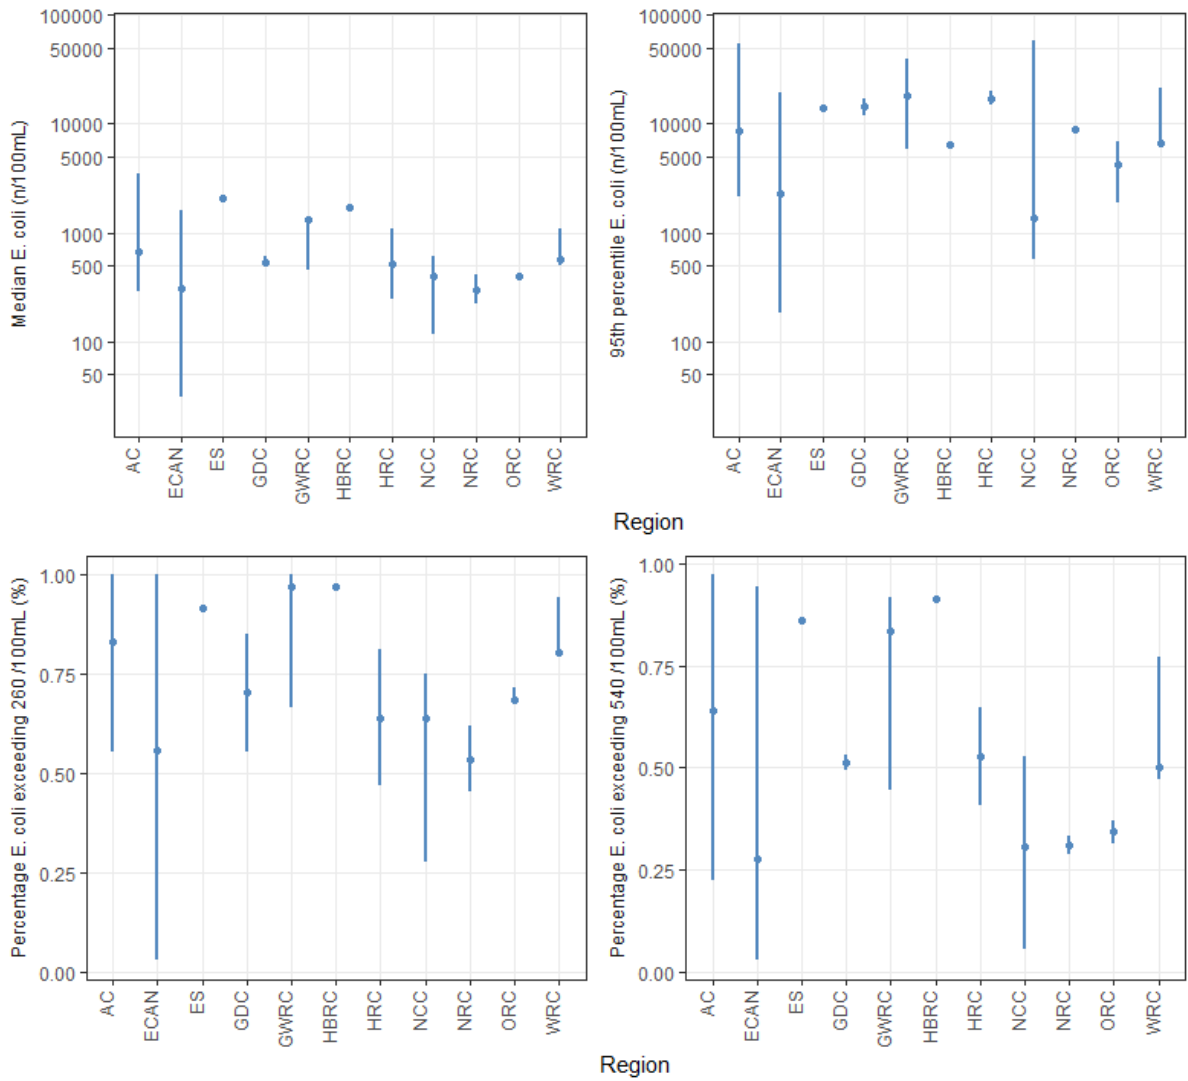 Median E. coli (n/100mL)
100000
50000
10000
5000
1000
500
100
50
AC
ECAN
ES
GDC
GWRC
HBRC
HRC
NCC
NRC
ORC
WRC
95th percentile E. coli (n/100mL)
100000
50000
10000
5000
1000
500
100
50
AC
ECAN
ES
GDC
GWRC
HBRC
HRC
NCC
NRC
ORC
WRC
Region
Percentage E. coli exceeding 260 /100mL (%)
1.00
0.75
0.50
0.25
0.00
AC
ECAN
ES
GDC
GWRC
HBRC
HRC
NCC
NRC
ORC
WRC
Percentage E. coli exceeding 540 /100mL (%)
1.00
0.75
0.50
0.25
0.00
AC
ECAN
ES
GDC
GWRC
HBRC
HRC
NCC
NRC
ORC
WRC
Region